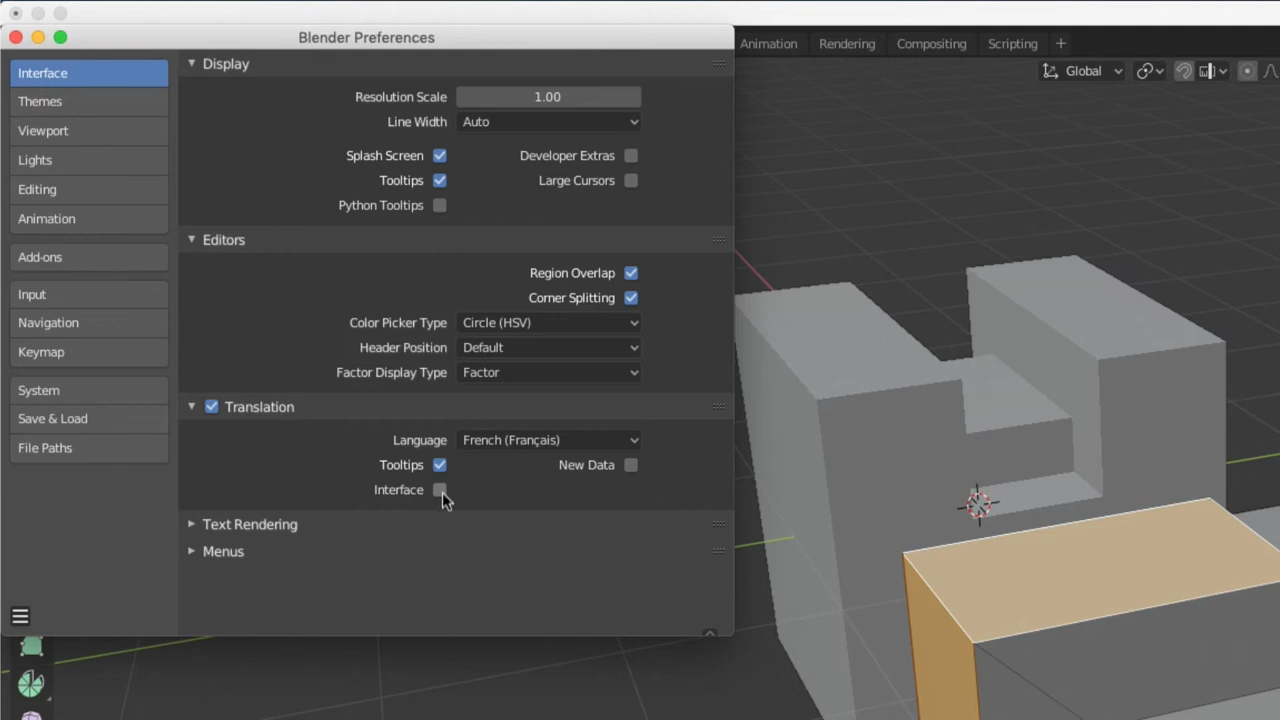 Blender Preferences
Animation Rendering Compositing Scripting +
Global
Interface
Themes
Viewport
Lights
Editing
Animation
Add-ons
Input
Navigation
Keymap
System
Save & Load
File Paths
Display
Resolution Scale 1.00
Line Width Auto
Splash Screen Developer Extras
Tooltips Large Cursors
Python Tooltips
Editors
Region Overlap
Corner Splitting
Color Picker Type Circle (HSV)
Header Position Default
Factor Display Type Factor
Translation
Language French (Français)
Tooltips New Data
Interface
Text Rendering
Menus